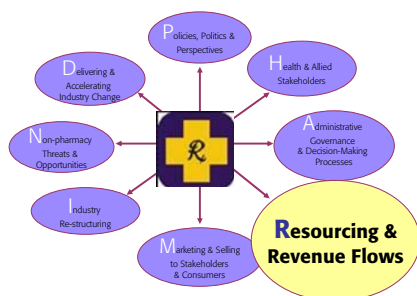 Policies, Politics &
Perspectives
Health & Allied
Stakeholders
Administrative
Governance
& Decision-Making
Processes
Resourcing &
Revenue Flows
Marketing & Selling
to Stakeholders
& Consumers
Industry
Re-structuring
Non-pharmacy
Threats &
Opportunities
Delivering &
Accelerating
Industry Change
R